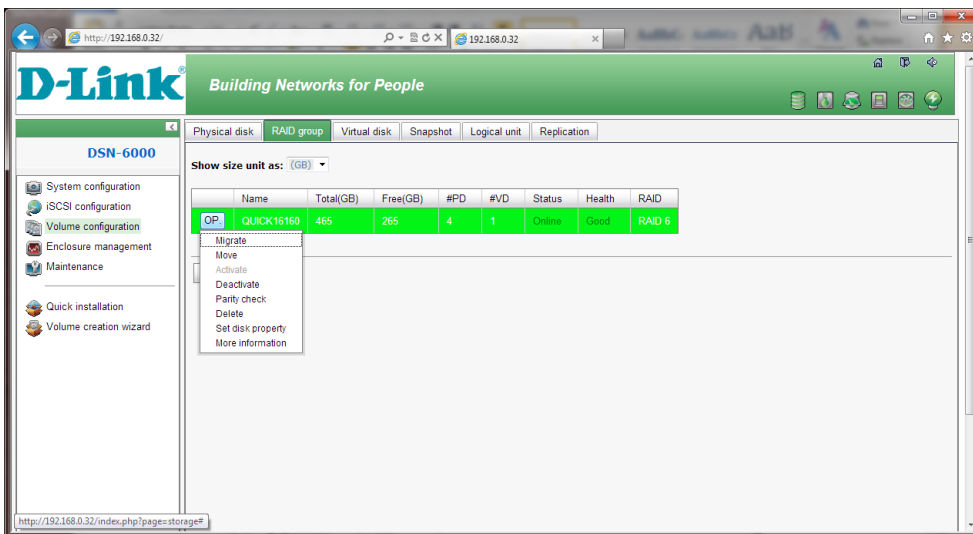 http://192.168.0.32/
192.168.0.32
D-Link®
Building Networks for People
DSN-6000
System configuration
iSCSI configuration
Volume configuration
Enclosure management
Maintenance
Quick installation
Volume creation wizard
Physical disk RAID group Virtual disk Snapshot Logical unit Replication
Show size unit as: (GB)
Name Total(GB) Free(GB) #PD #VD Status Health RAID
OP. QUICK16160 465 265 4 1 Online Good RAID 6
Migrate
Move
Activate
Deactivate
Parity check
Delete
Set disk property
More information
http://192.168.0.32/index.php?page=storage#